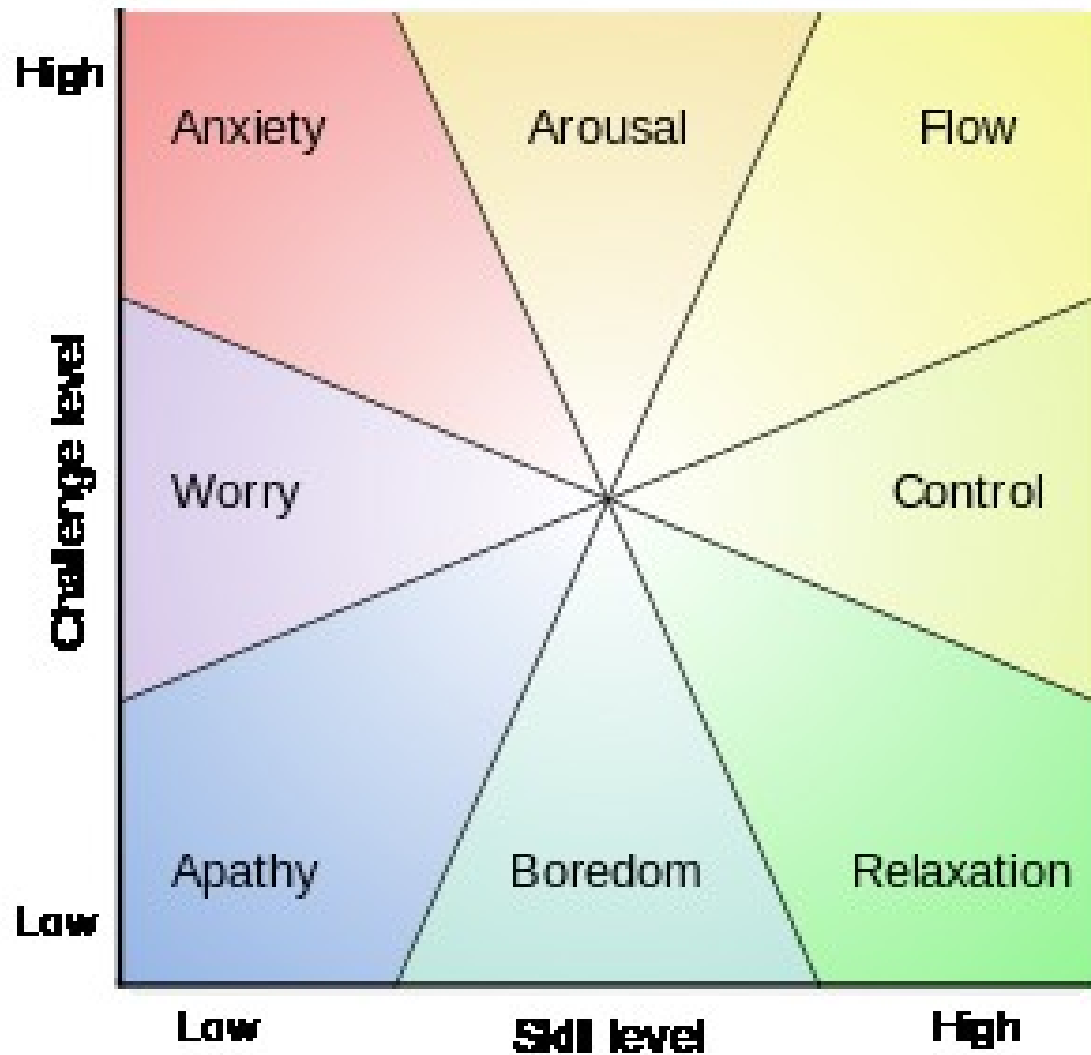 High
Anxiety
Arousal
Flow
Challenge level
Worry
Control
Apathy
Boredom
Relaxation
Low
Low
Skill level
High